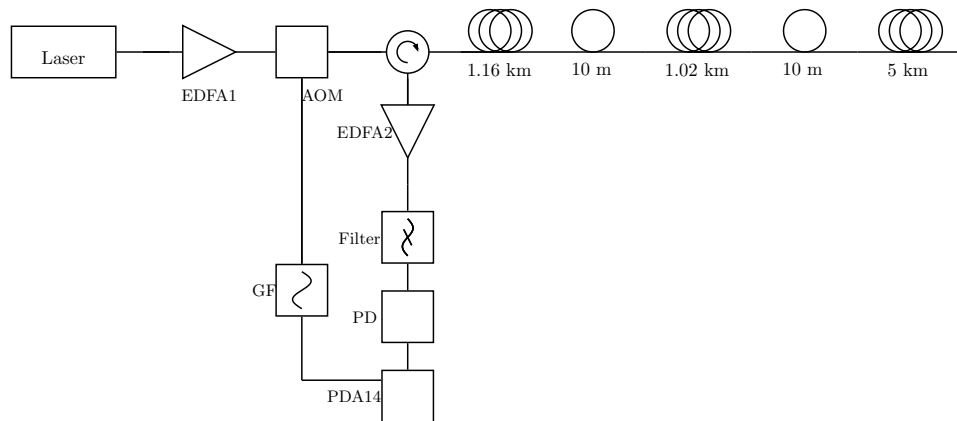 Laser
EDFA1
AOM
1.16 km
10 m
1.02 km
10 m
5 km
EDFA2
Filter
GF
PD
PDA14